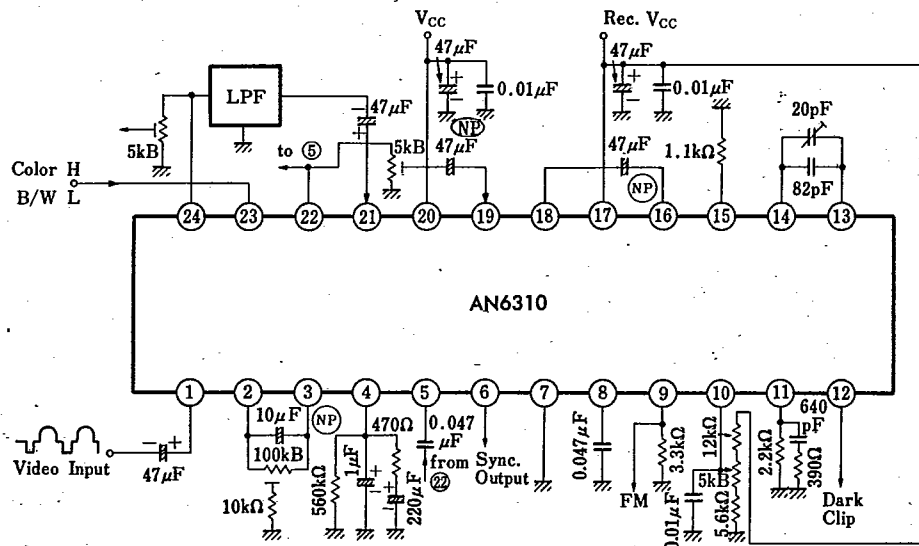 V_CC
Rec. V_CC
47μF
0.01μF
47μF
0.01μF
LPF
47μF
NP
5kB
to ⑤
5kB
47μF
47μF
NP
1.1kΩ
20pF
82pF
Color H
B/W L
24 23 22 21 20 19 18 17 16 15 14 13
AN6310
1 2 3 4 5 6 7 8 9 10 11 12
Video Input
47μF
10μF
NP
100kB
10kΩ
560kΩ
1μF
470Ω
220μF
0.047
μF
from
㉒
Sync.
Output
0.047μF
FM
3.3kΩ
0.01μF
12kΩ
5kB
5.6kΩ
2.2kΩ
640
pF
390Ω
Dark
Clip